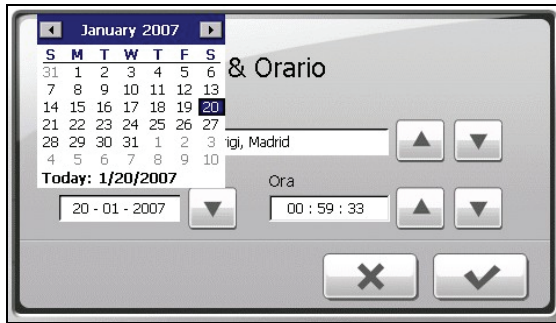 January 2007
S M T W T F S
31 1 2 3 4 5 6
& Orario
7 8 9 10 11 12 13
14 15 16 17 18 19 20
21 22 23 24 25 26 27
28 29 30 31 1 2 3
igi, Madrid
4 5 6 7 8 9 10
Today: 1/20/2007
Ora
20 - 01 - 2007
00 : 59 : 33